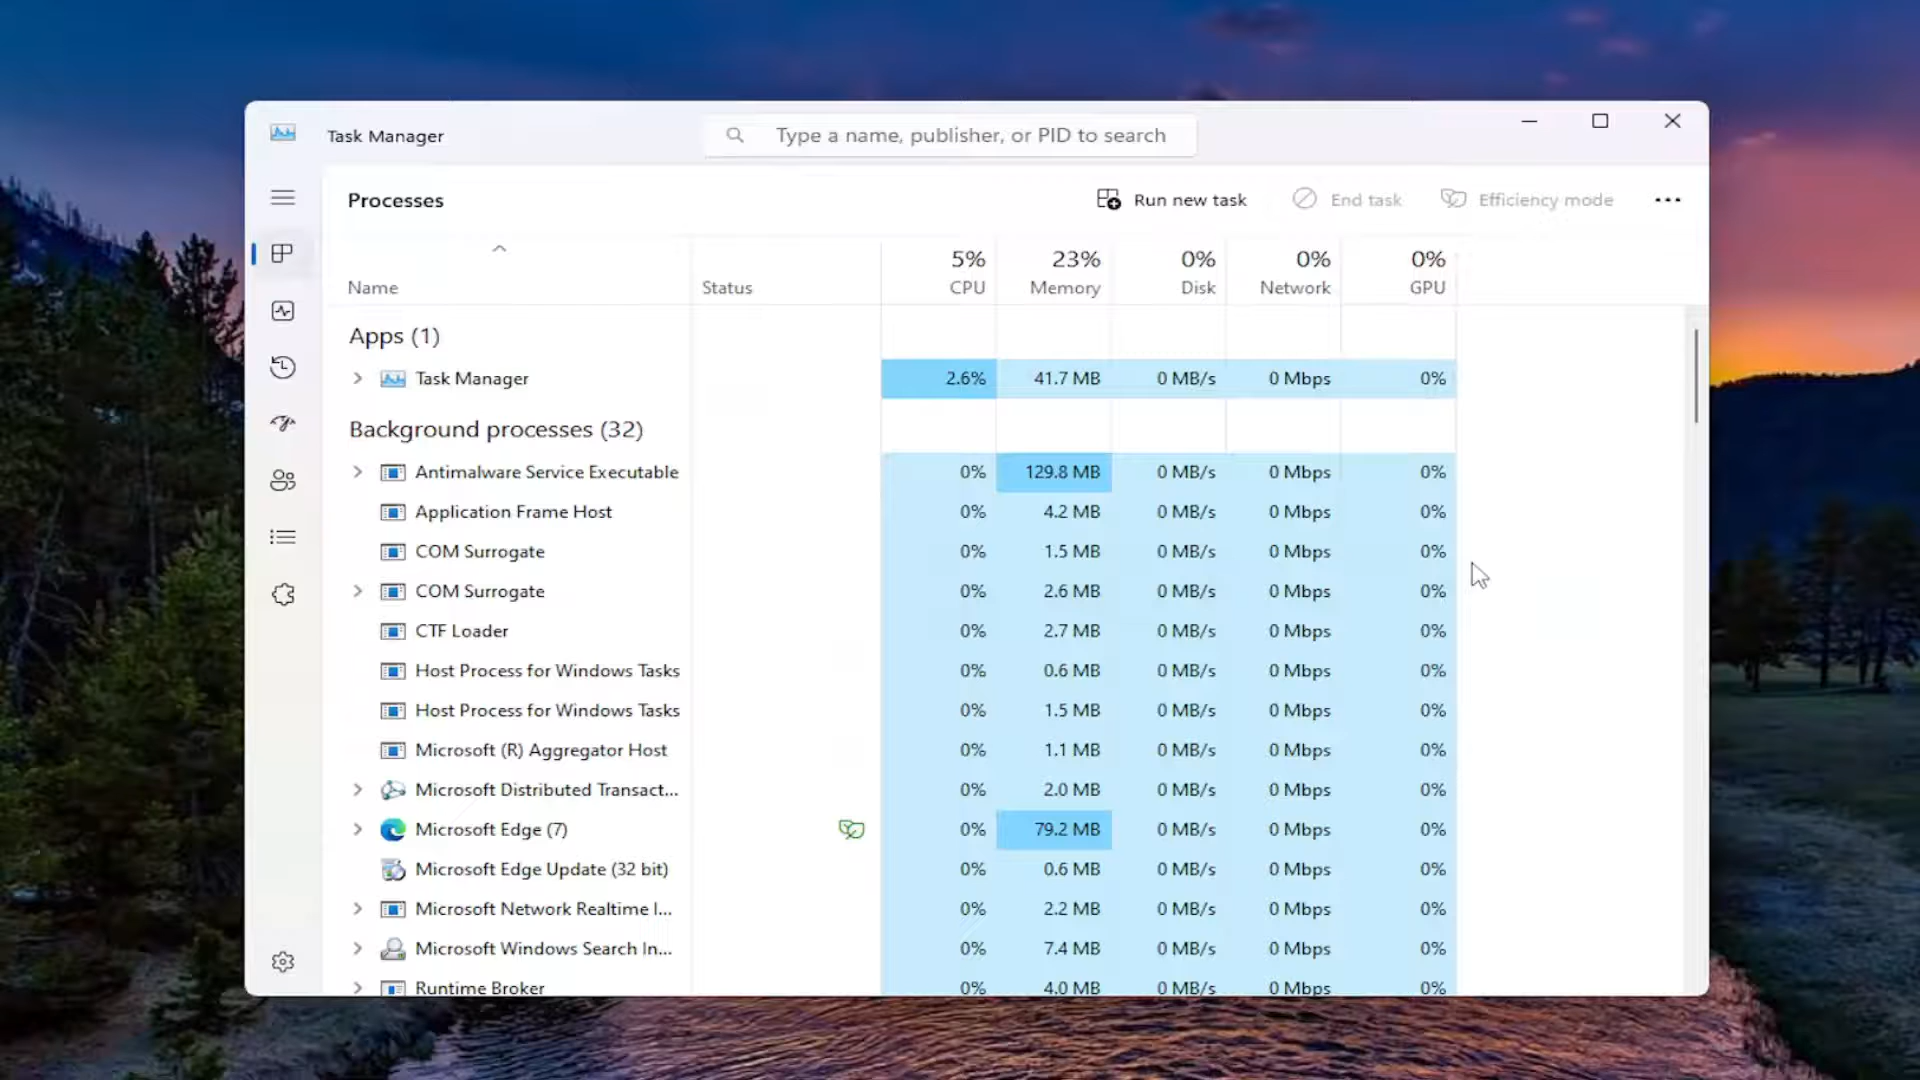 Task Manager
Type a name, publisher, or PID to search
Processes
Run new task
End task
Efficiency mode
5% 23% 0% 0% 0%
Name Status CPU Memory Disk Network GPU
Apps (1)
Task Manager 2.6% 41.7 MB 0 MB/s 0 Mbps 0%
Background processes (32)
Antimalware Service Executable 0% 129.8 MB 0 MB/s 0 Mbps 0%
Application Frame Host 0% 4.2 MB 0 MB/s 0 Mbps 0%
COM Surrogate 0% 1.5 MB 0 MB/s 0 Mbps 0%
COM Surrogate 0% 2.6 MB 0 MB/s 0 Mbps 0%
CTF Loader 0% 2.7 MB 0 MB/s 0 Mbps 0%
Host Process for Windows Tasks 0% 0.6 MB 0 MB/s 0 Mbps 0%
Host Process for Windows Tasks 0% 1.5 MB 0 MB/s 0 Mbps 0%
Microsoft (R) Aggregator Host 0% 1.1 MB 0 MB/s 0 Mbps 0%
Microsoft Distributed Transact... 0% 2.0 MB 0 MB/s 0 Mbps 0%
Microsoft Edge (7) 0% 79.2 MB 0 MB/s 0 Mbps 0%
Microsoft Edge Update (32 bit) 0% 0.6 MB 0 MB/s 0 Mbps 0%
Microsoft Network Realtime I... 0% 2.2 MB 0 MB/s 0 Mbps 0%
Microsoft Windows Search In... 0% 7.4 MB 0 MB/s 0 Mbps 0%
Runtime Broker 0% 4.0 MB 0 MB/s 0 Mbps 0%